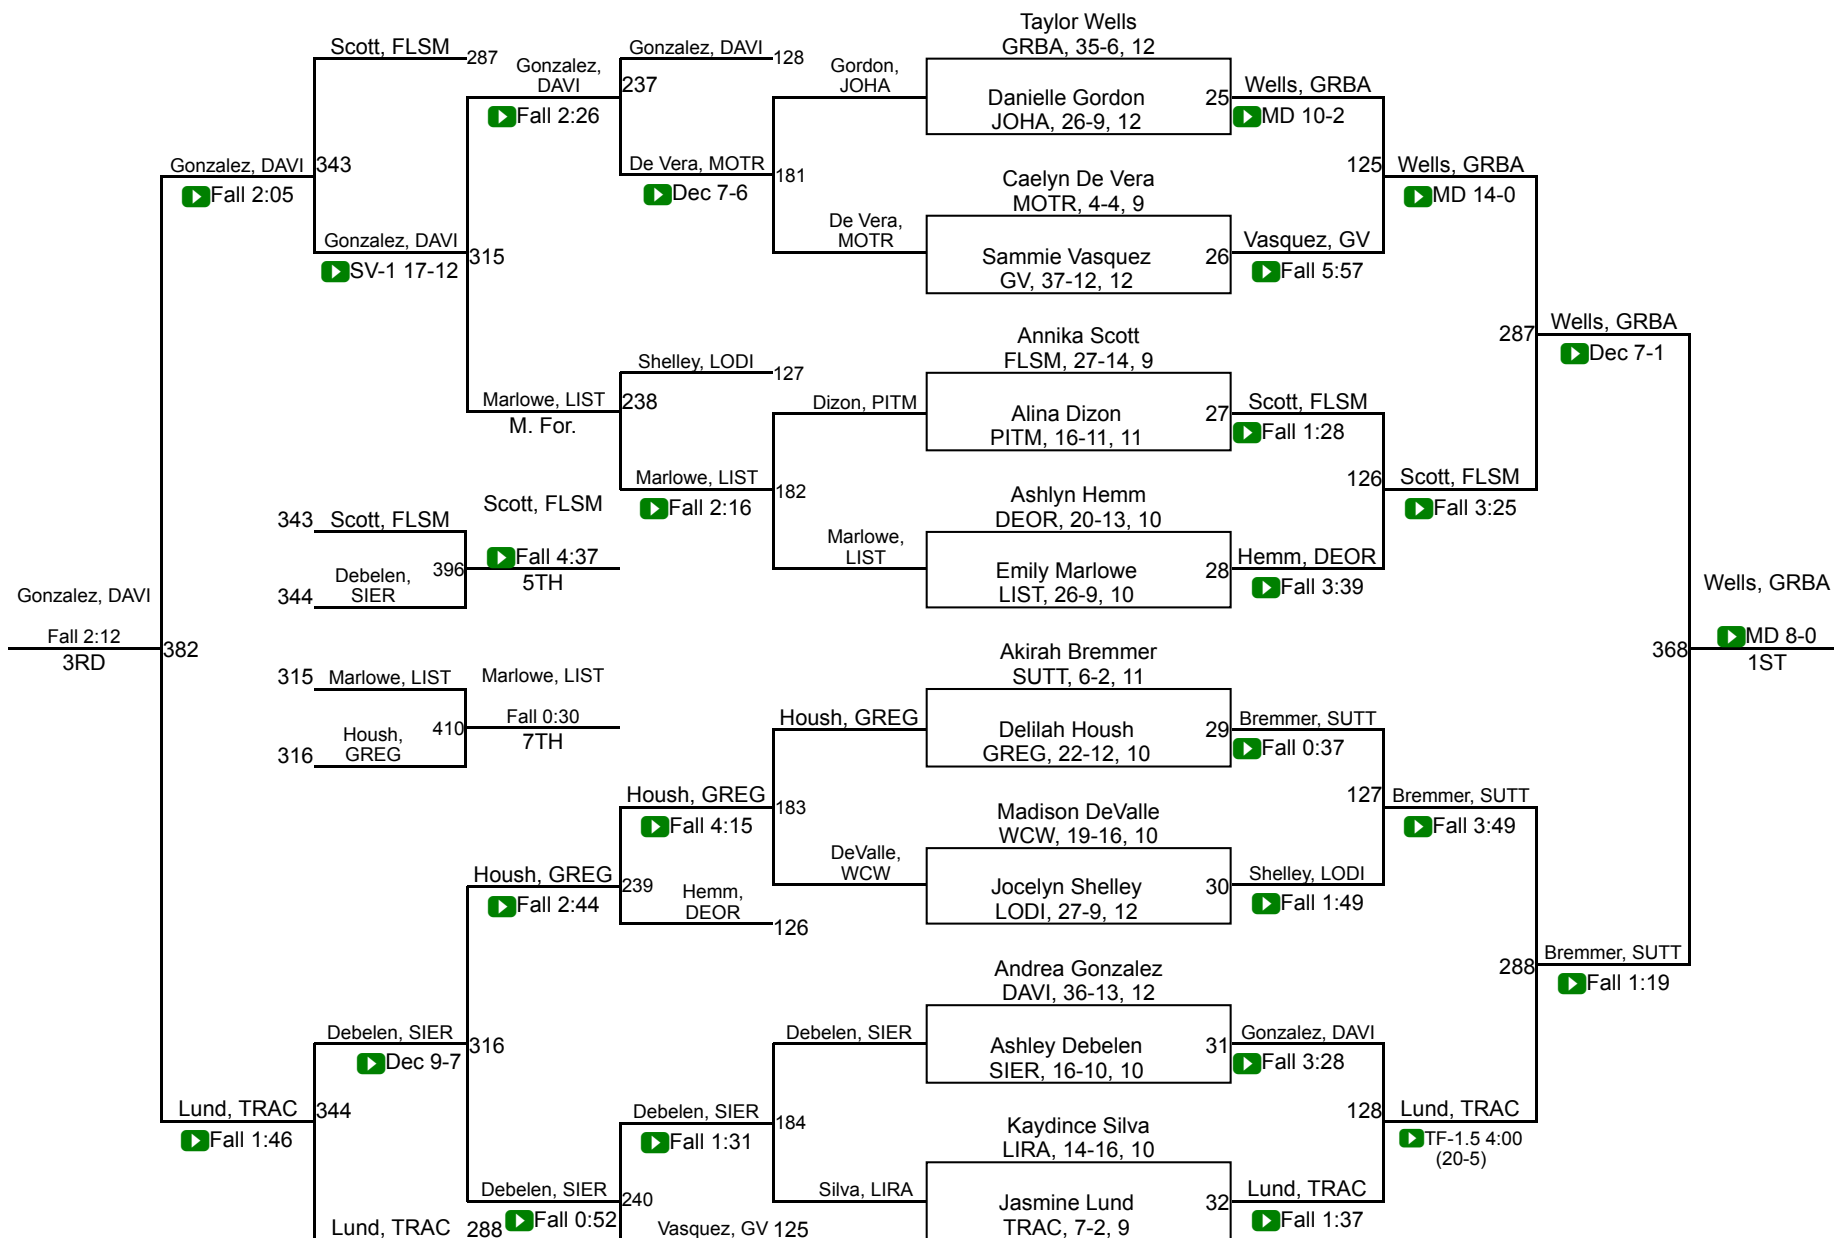 Taylor Wells
GRBA, 35-6, 12
Scott, FLSM
287
Gonzalez,
DAVI
237
Fall 2:26
Gonzalez, DAVI
128
Gordon,
JOHA
Danielle Gordon
JOHA, 26-9, 12
25
Wells, GRBA
MD 10-2
Gonzalez, DAVI
343
Fall 2:05
De Vera, MOTR
181
Dec 7-6
Caelyn De Vera
MOTR, 4-4, 9
125
Wells, GRBA
MD 14-0
Gonzalez, DAVI
315
SV-1 17-12
De Vera,
MOTR
Sammie Vasquez
GV, 37-12, 12
26
Vasquez, GV
Fall 5:57
Annika Scott
FLSM, 27-14, 9
287
Wells, GRBA
Dec 7-1
Shelley, LODI
127
Marlowe, LIST
238
M. For.
Dizon, PITM
Alina Dizon
PITM, 16-11, 11
27
Scott, FLSM
Fall 1:28
Marlowe, LIST
182
Fall 2:16
Ashlyn Hemm
DEOR, 20-13, 10
126
Scott, FLSM
Fall 3:25
343
Scott, FLSM
Scott, FLSM
Debelen,
SIER
344
396
Fall 4:37
5TH
Marlowe,
LIST
Emily Marlowe
LIST, 26-9, 10
28
Hemm, DEOR
Fall 3:39
Gonzalez, DAVI
Fall 2:12
3RD
382
Akirah Bremmer
SUTT, 6-2, 11
368
Wells, GRBA
MD 8-0
1ST
315
Marlowe, LIST
Marlowe, LIST
Housh,
GREG
316
410
Fall 0:30
7TH
Housh, GREG
Delilah Housh
GREG, 22-12, 10
29
Bremmer, SUTT
Fall 0:37
Housh, GREG
183
Fall 4:15
Madison DeValle
WCW, 19-16, 10
127
Bremmer, SUTT
Fall 3:49
Housh, GREG
239
Fall 2:44
Hemm,
DEOR
126
DeValle,
WCW
Jocelyn Shelley
LODI, 27-9, 12
30
Shelley, LODI
Fall 1:49
Andrea Gonzalez
DAVI, 36-13, 12
288
Bremmer, SUTT
Fall 1:19
Debelen, SIER
316
Dec 9-7
Debelen, SIER
Ashley Debelen
SIER, 16-10, 10
31
Gonzalez, DAVI
Fall 3:28
Lund, TRAC
344
Fall 1:46
Debelen, SIER
184
Fall 1:31
Kaydince Silva
LIRA, 14-16, 10
128
Lund, TRAC
TF-1.5 4:00
(20-5)
Debelen, SIER
240
Fall 0:52
Silva, LIRA
Jasmine Lund
TRAC, 7-2, 9
32
Lund, TRAC
Fall 1:37
Lund, TRAC
288
Vasquez, GV
125